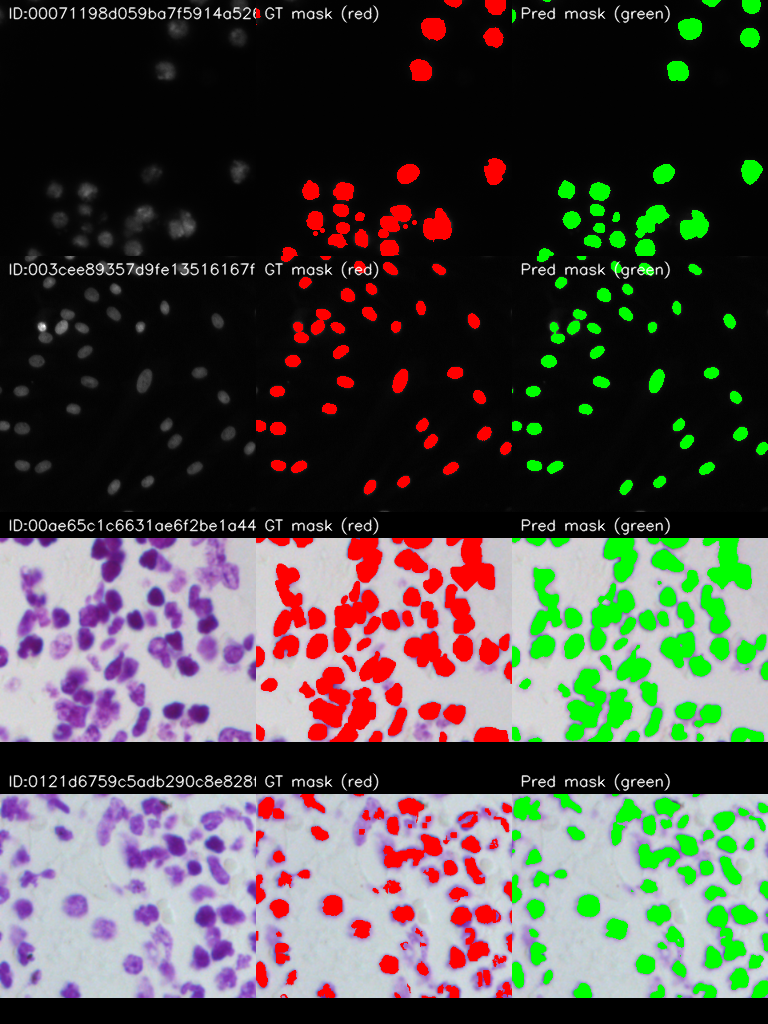 ID:00071198d059ba7f5914a526 GT mask (red) Pred mask (green)
ID:003cee89357d9fe13516167f GT mask (red) Pred mask (green)
ID:00ae65c1c6631ae6f2be1a44 GT mask (red) Pred mask (green)
ID:0121d6759c5adb290c8e828f GT mask (red) Pred mask (green)